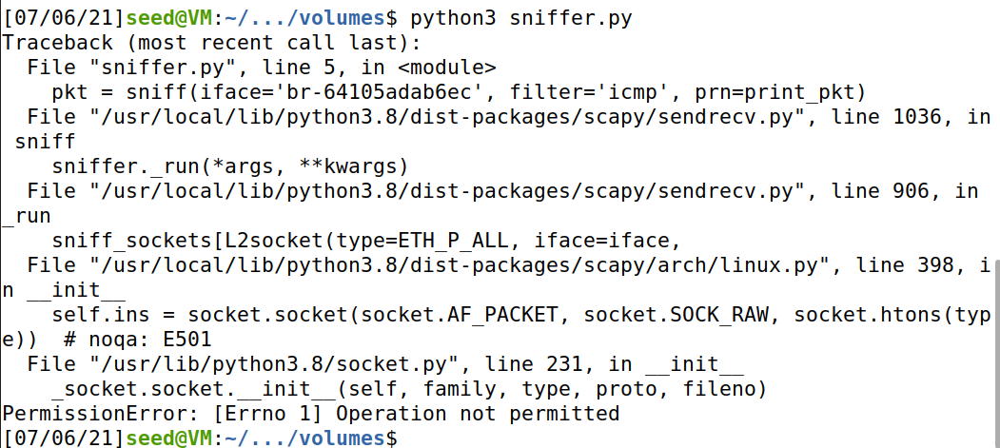 [07/06/21]seed@VM:~/.../volumes$ python3 sniffer.py
Traceback (most recent call last):
  File "sniffer.py", line 5, in <module>
    pkt = sniff(iface='br-64105adab6ec', filter='icmp', prn=print_pkt)
  File "/usr/local/lib/python3.8/dist-packages/scapy/sendrecv.py", line 1036, in
 sniff
    sniffer._run(*args, **kwargs)
  File "/usr/local/lib/python3.8/dist-packages/scapy/sendrecv.py", line 906, in
_run
    sniff_sockets[L2socket(type=ETH_P_ALL, iface=iface,
  File "/usr/local/lib/python3.8/dist-packages/scapy/arch/linux.py", line 398, i
n __init__
    self.ins = socket.socket(socket.AF_PACKET, socket.SOCK_RAW, socket.htons(typ
e))  # noqa: E501
  File "/usr/lib/python3.8/socket.py", line 231, in __init__
    _socket.socket.__init__(self, family, type, proto, fileno)
PermissionError: [Errno 1] Operation not permitted
[07/06/21]seed@VM:~/.../volumes$